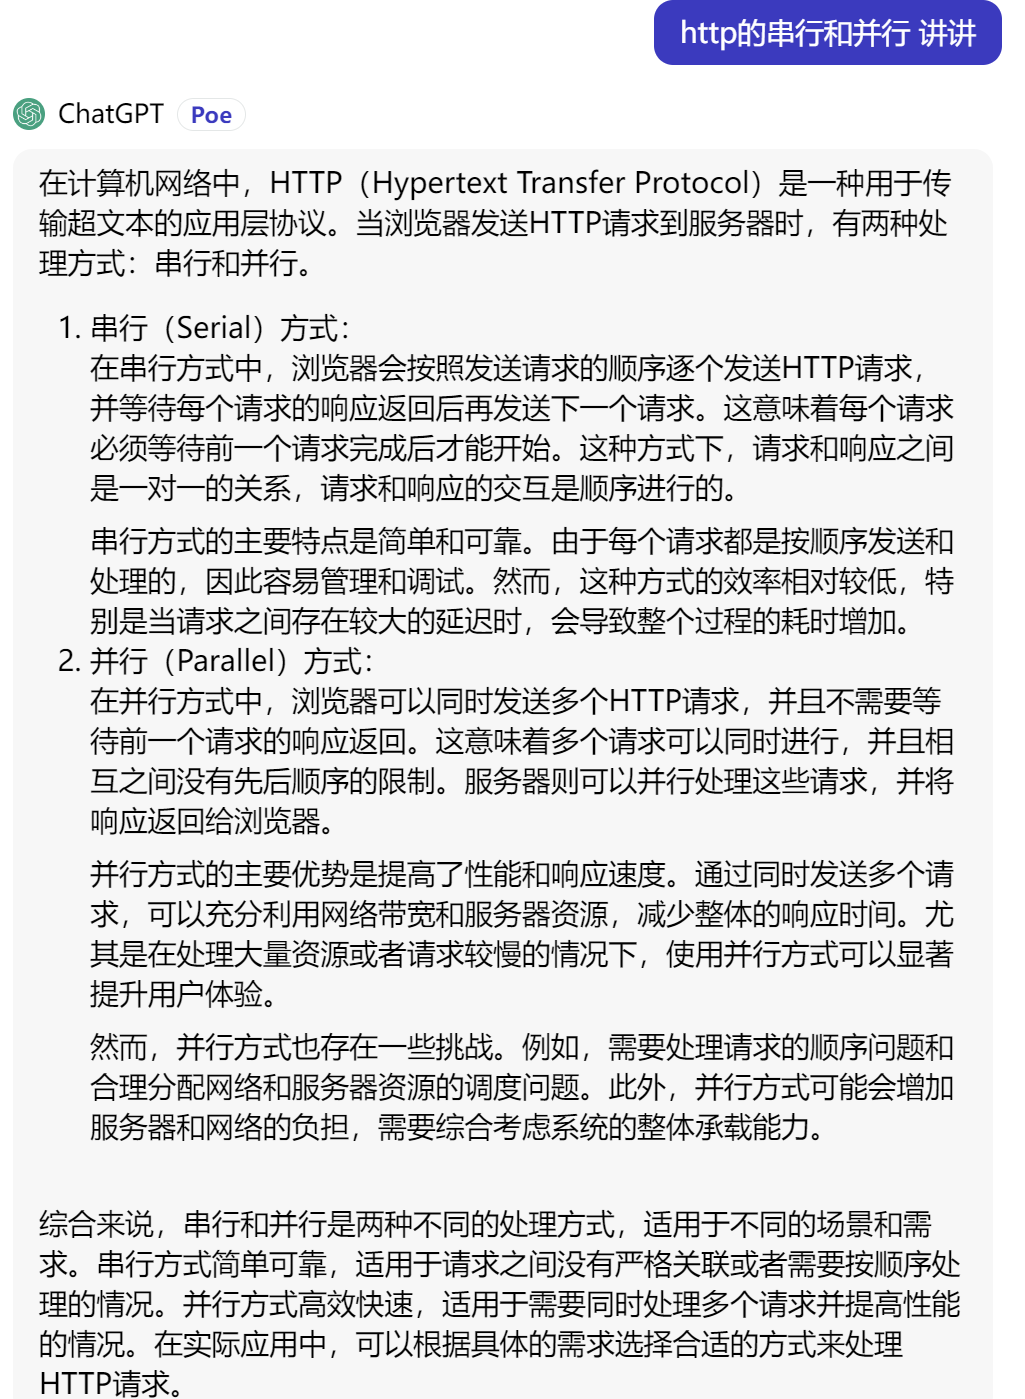 http的串行和并行 讲讲
ChatGPT Poe
在计算机网络中，HTTP（Hypertext Transfer Protocol）是一种用于传
输超文本的应用层协议。当浏览器发送HTTP请求到服务器时，有两种处
理方式：串行和并行。
1. 串行（Serial）方式：
在串行方式中，浏览器会按照发送请求的顺序逐个发送HTTP请求，
并等待每个请求的响应返回后再发送下一个请求。这意味着每个请求
必须等待前一个请求完成后才能开始。这种方式下，请求和响应之间
是一对一的关系，请求和响应的交互是顺序进行的。
串行方式的主要特点是简单和可靠。由于每个请求都是按顺序发送和
处理的，因此容易管理和调试。然而，这种方式的效率相对较低，特
别是当请求之间存在较大的延迟时，会导致整个过程的耗时增加。
2. 并行（Parallel）方式：
在并行方式中，浏览器可以同时发送多个HTTP请求，并且不需要等
待前一个请求的响应返回。这意味着多个请求可以同时进行，并且相
互之间没有先后顺序的限制。服务器则可以并行处理这些请求，并将
响应返回给浏览器。
并行方式的主要优势是提高了性能和响应速度。通过同时发送多个请
求，可以充分利用网络带宽和服务器资源，减少整体的响应时间。尤
其是在处理大量资源或者请求较慢的情况下，使用并行方式可以显著
提升用户体验。
然而，并行方式也存在一些挑战。例如，需要处理请求的顺序问题和
合理分配网络和服务器资源的调度问题。此外，并行方式可能会增加
服务器和网络的负担，需要综合考虑系统的整体承载能力。
综合来说，串行和并行是两种不同的处理方式，适用于不同的场景和需
求。串行方式简单可靠，适用于请求之间没有严格关联或者需要按顺序处
理的情况。并行方式高效快速，适用于需要同时处理多个请求并提高性能
的情况。在实际应用中，可以根据具体的需求选择合适的方式来处理
HTTP请求。